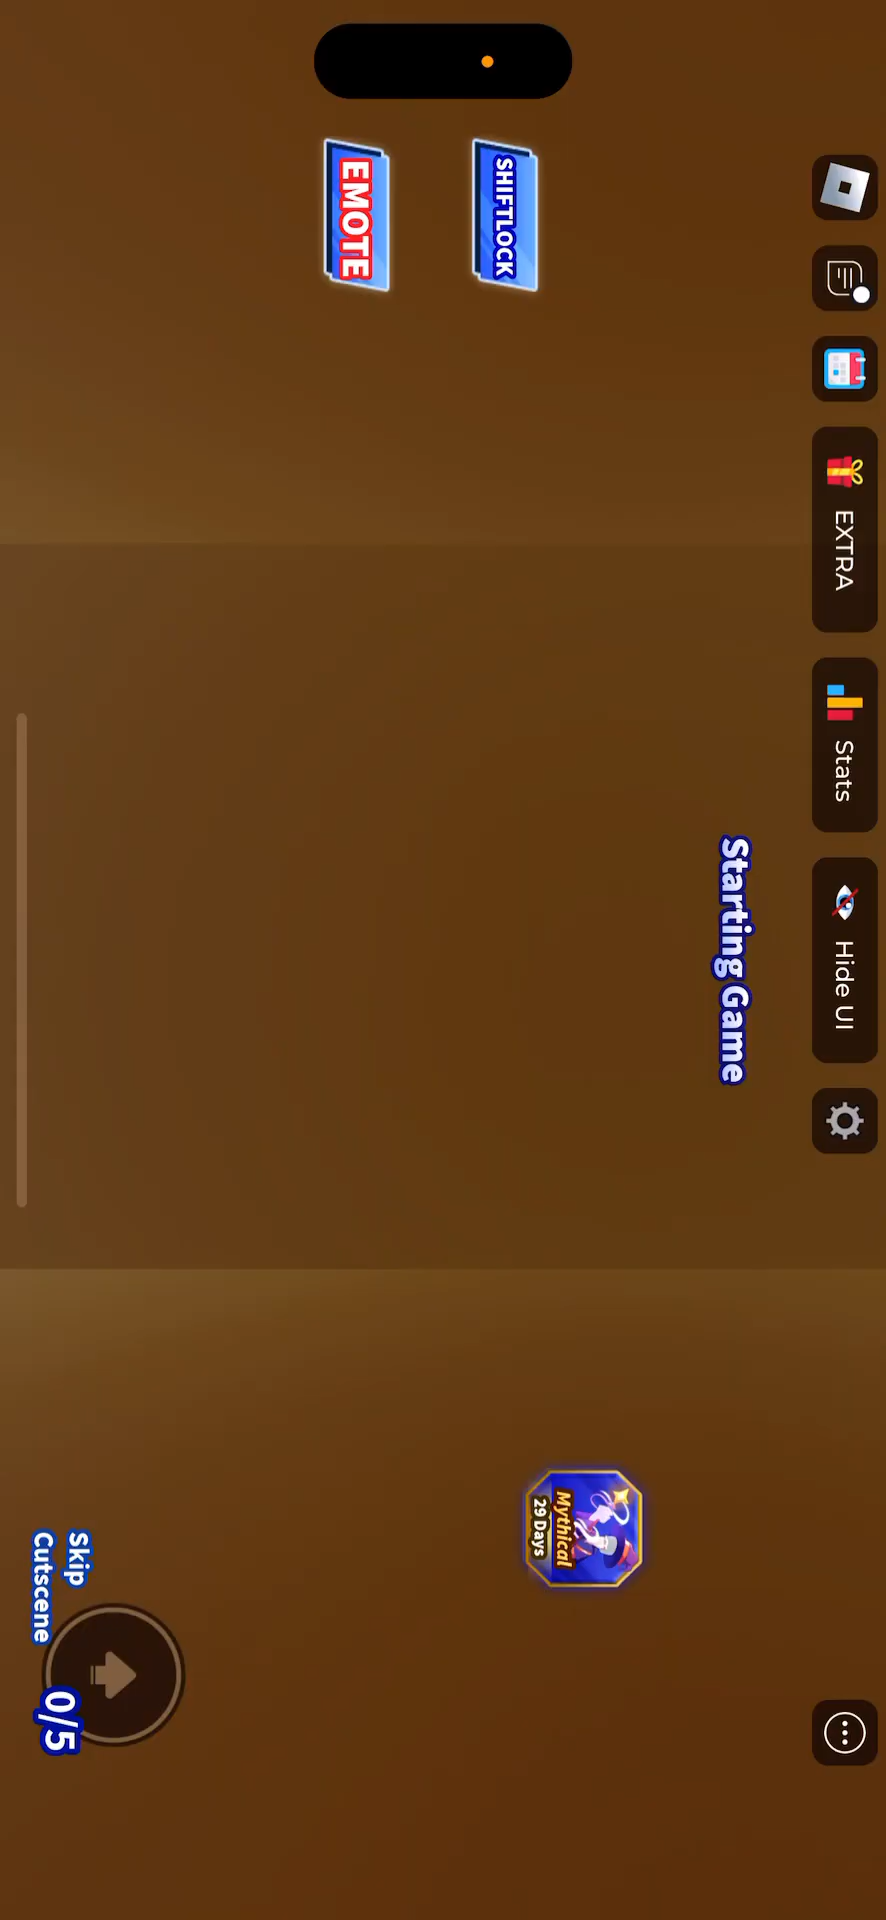 EXTRA
Stats
Hide UI
Starting Game
SHIFTLOCK
EMOTE
Mythical
29 Days
Skip
Cutscene
0/5